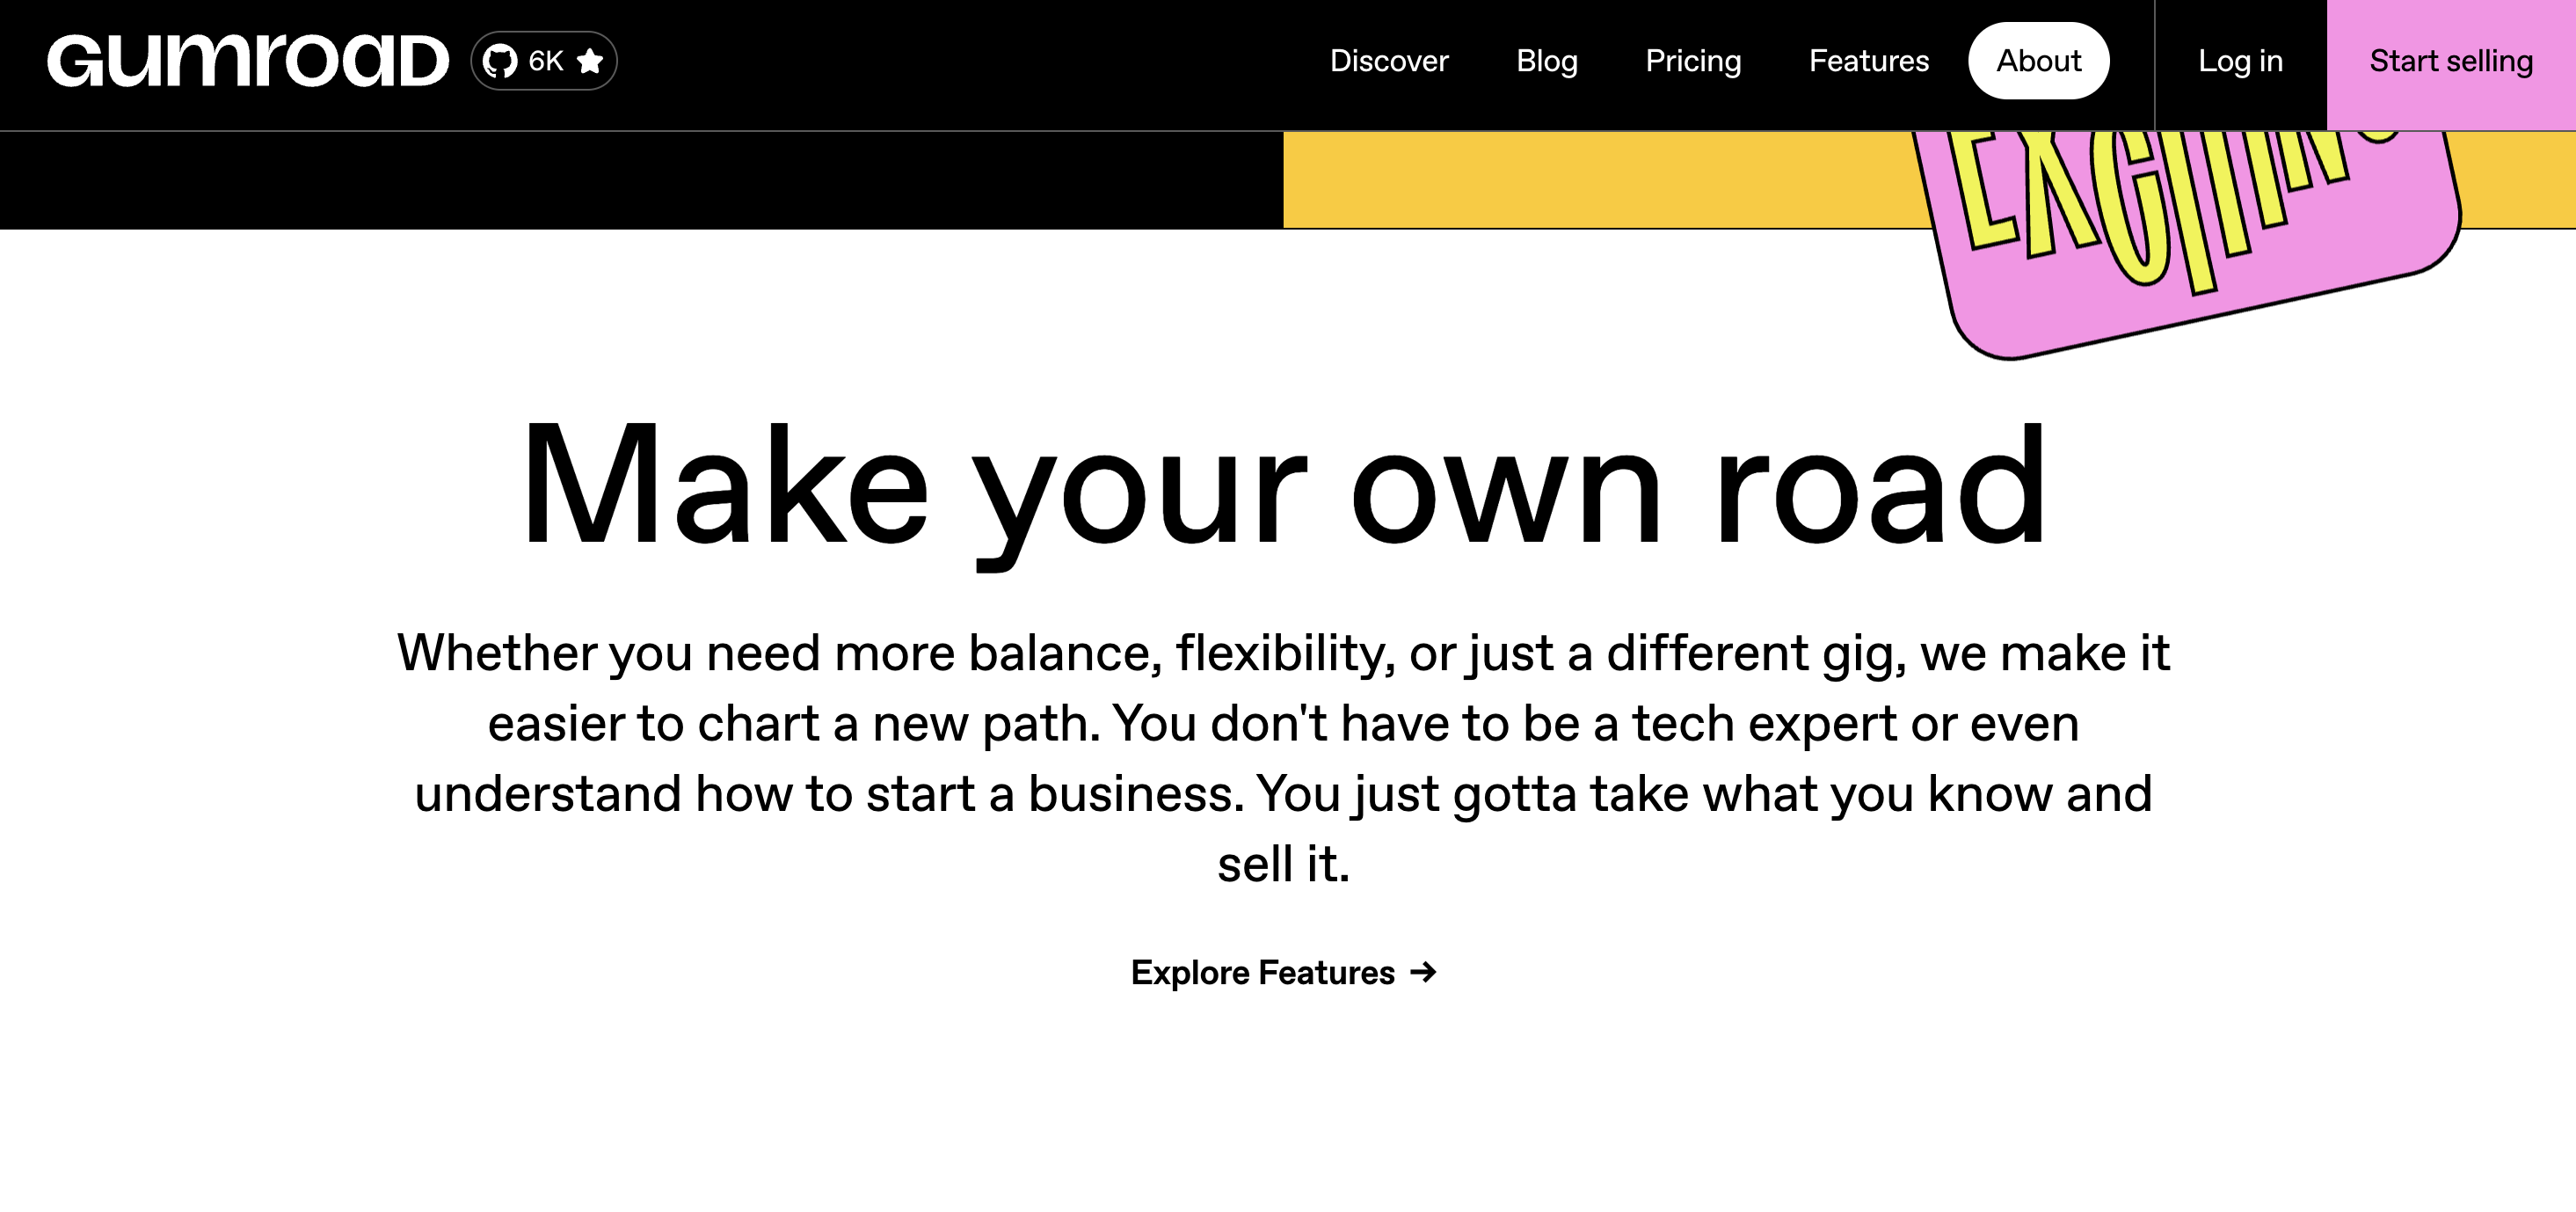 GUMROAD
6K
Discover
Blog
Pricing
Features
About
Log in
Start selling
Make your own road
Whether you need more balance, flexibility, or just a different gig, we make it
easier to chart a new path. You don't have to be a tech expert or even
understand how to start a business. You just gotta take what you know and
sell it.
Explore Features →